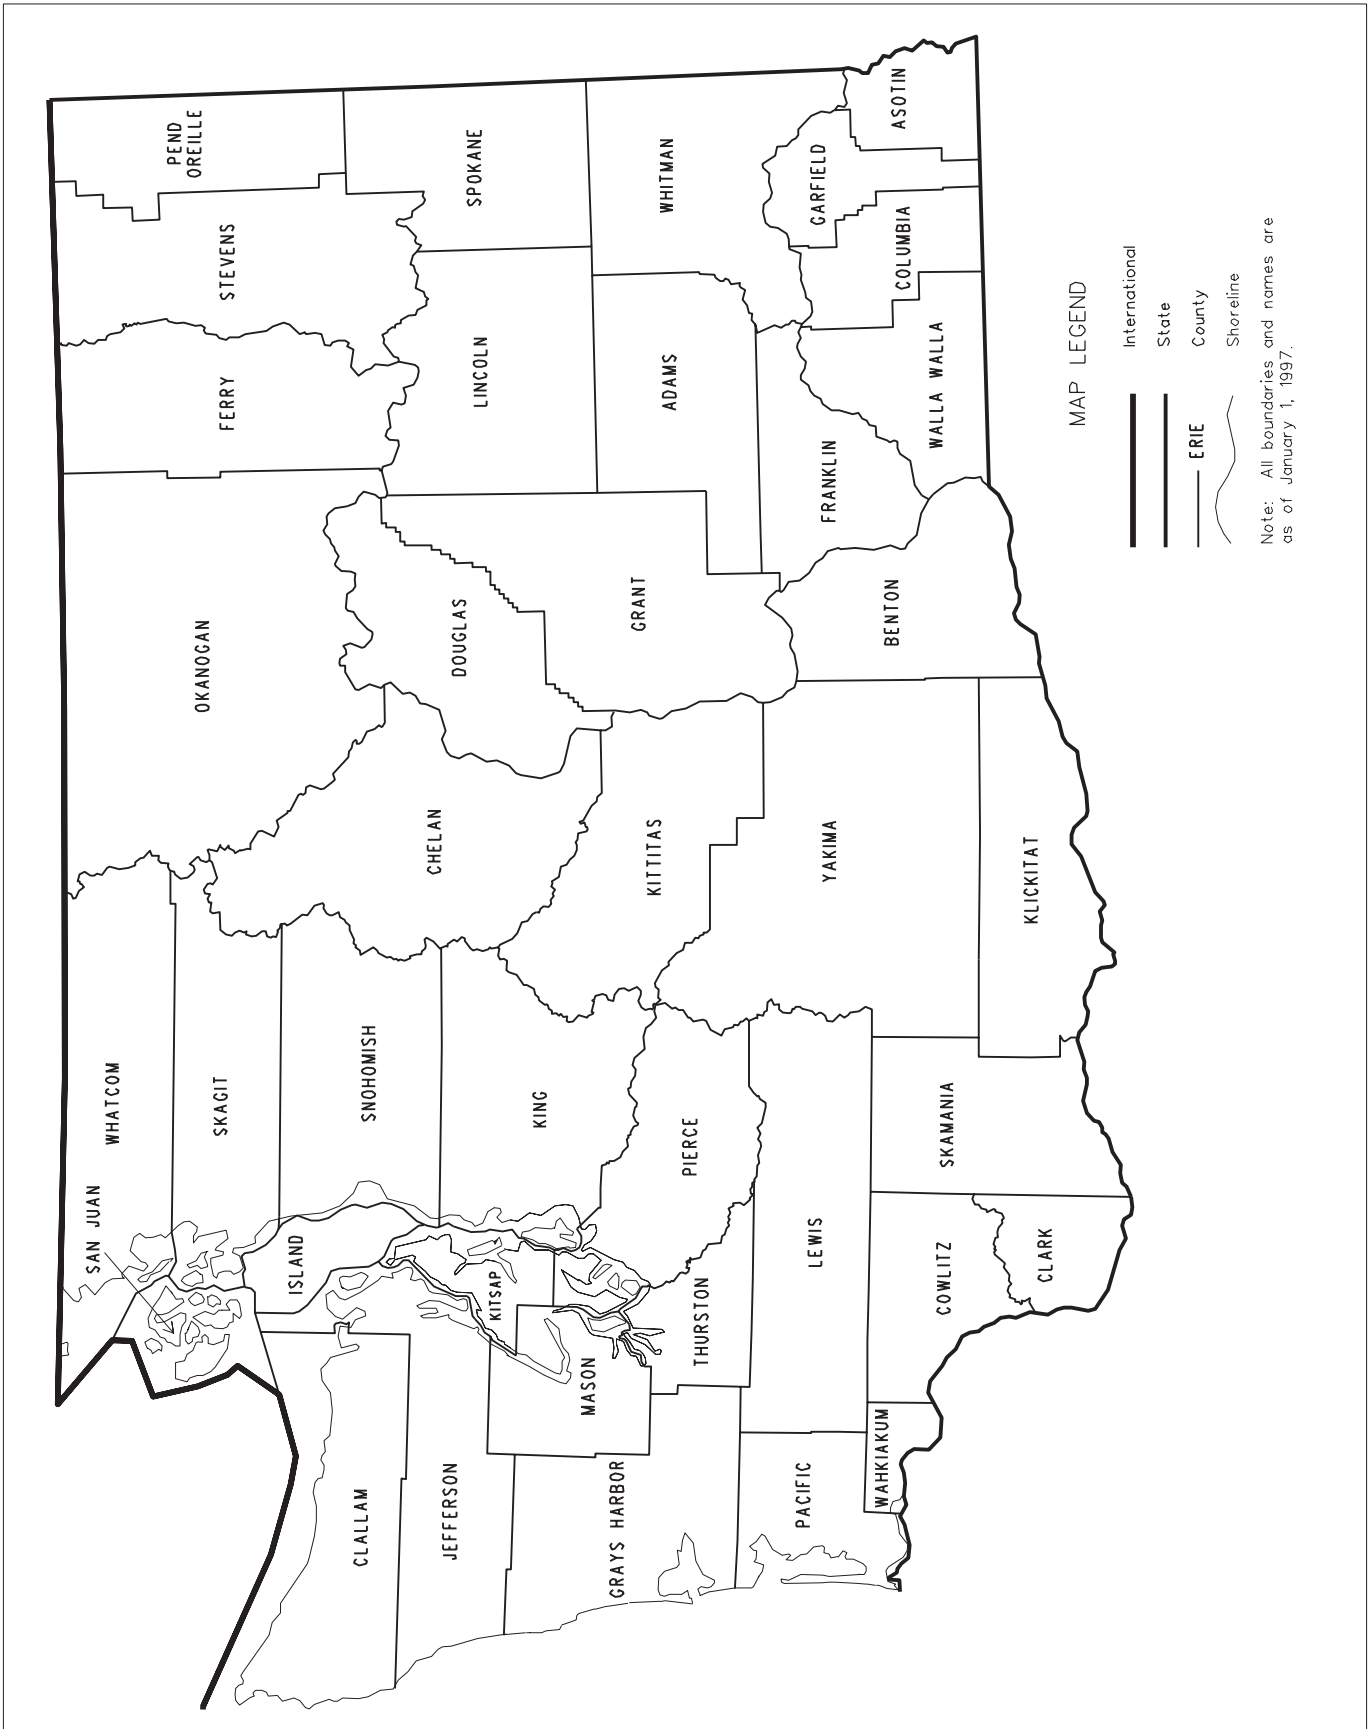 WHATCOM
SAN JUAN
SKAGIT
ISLAND
SNOHOMISH
OKANOGAN
FERRY
STEVENS
PEND
OREILLE
CHELAN
DOUGLAS
LINCOLN
SPOKANE
CLALLAM
JEFFERSON
KITSAP
KING
MASON
GRAYS HARBOR
PIERCE
THURSTON
KITTITAS
GRANT
ADAMS
WHITMAN
PACIFIC
LEWIS
YAKIMA
FRANKLIN
GARFIELD
ASOTIN
COLUMBIA
WALLA WALLA
BENTON
WAHKIAKUM
COWLITZ
SKAMANIA
CLARK
KLICKITAT
MAP LEGEND
International
State
ERIE County
Shoreline
Note: All boundaries and names are
as of January 1, 1997.